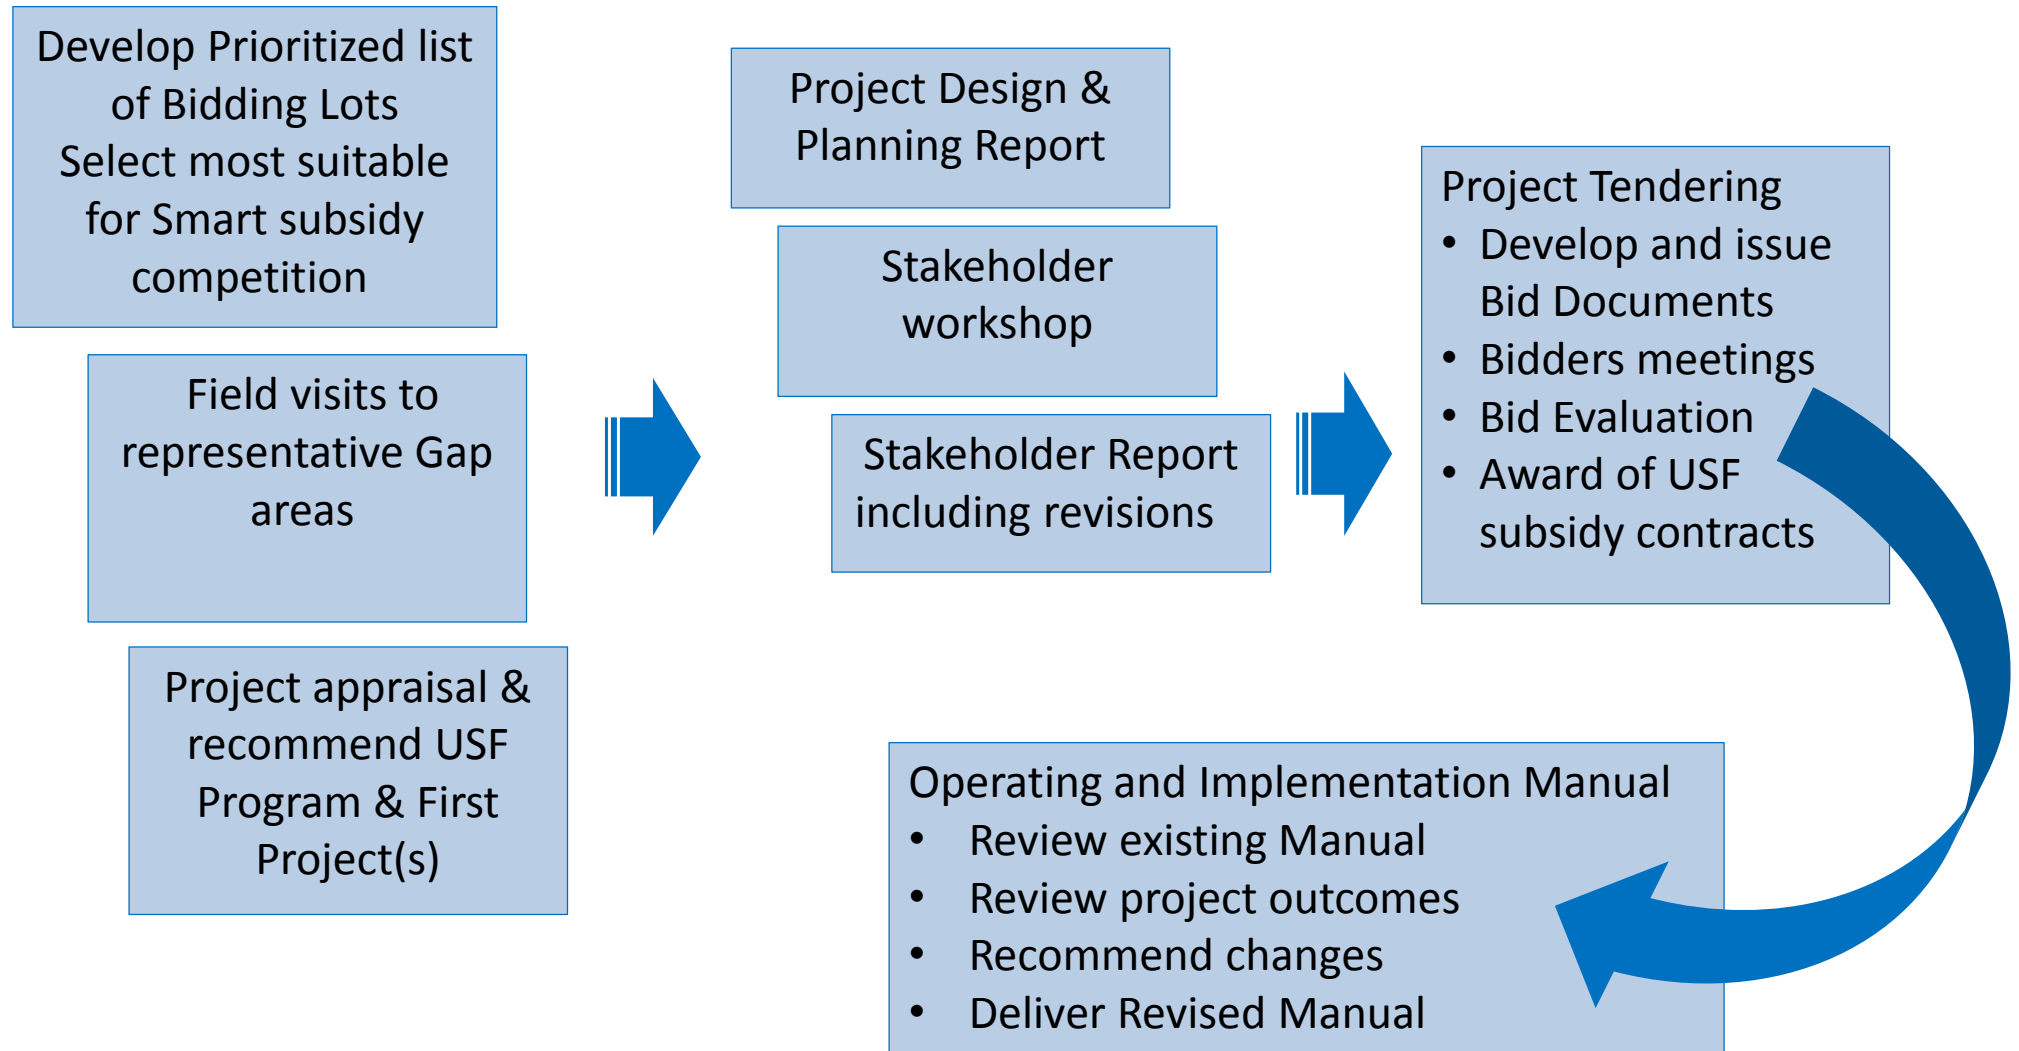 Develop Prioritized list
of Bidding Lots
Select most suitable
for Smart subsidy
competition
Field visits to
representative Gap
areas
Project appraisal &
recommend USF
Program & First
Project(s)
Project Design &
Planning Report
Stakeholder
workshop
Stakeholder Report
including revisions
Project Tendering
• Develop and issue
Bid Documents
• Bidders meetings
• Bid Evaluation
• Award of USF
subsidy contracts
Operating and Implementation Manual
• Review existing Manual
• Review project outcomes
• Recommend changes
• Deliver Revised Manual